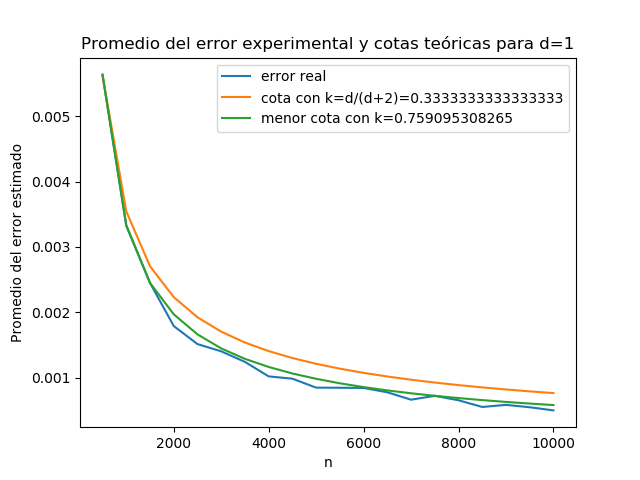 Promedio del error experimental y cotas teóricas para d=1
error real
cota con k=d/(d+2)=0.3333333333333333
menor cota con k=0.759095308265
Promedio del error estimado
0.005
0.004
0.003
0.002
0.001
2000
4000
6000
8000
10000
n